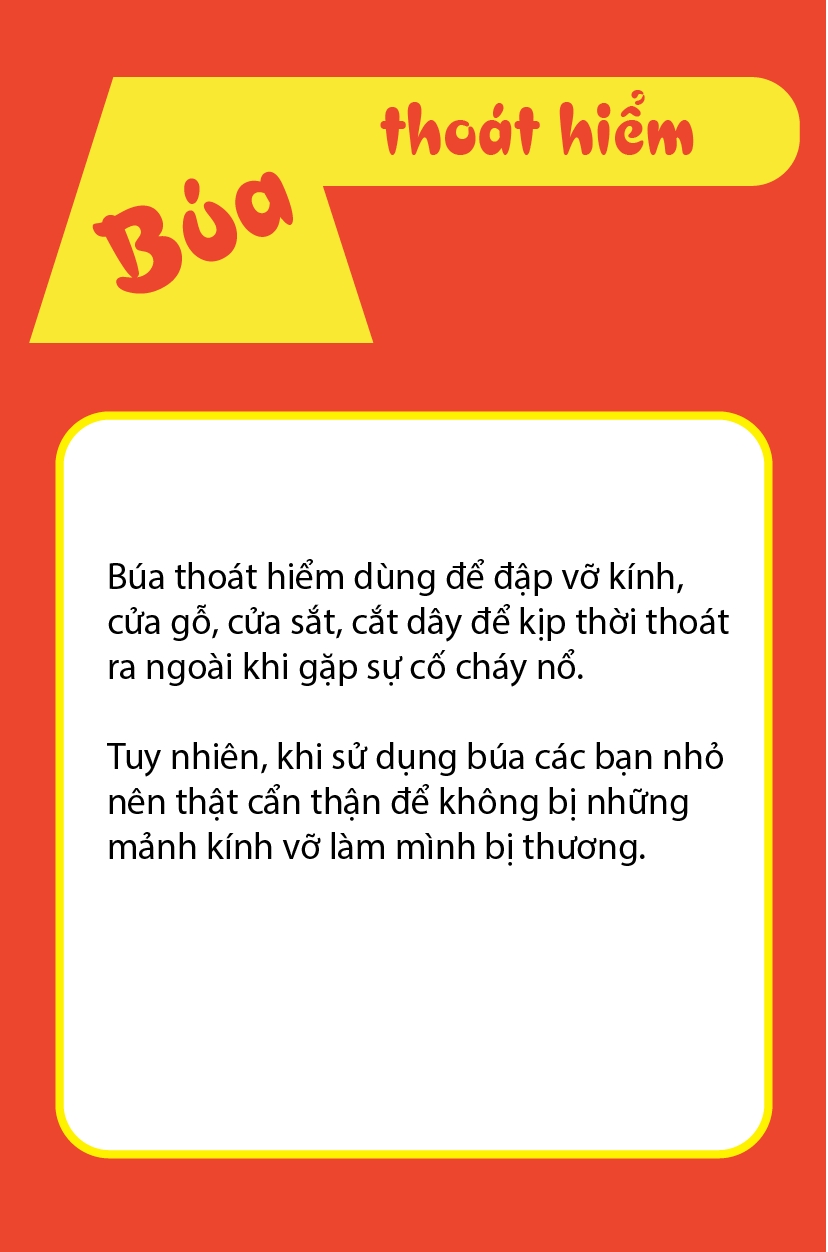 Búa
thoát hiểm
Búa thoát hiểm dùng để đập vỡ kính,
cửa gỗ, cửa sắt, cắt dây để kịp thời thoát
ra ngoài khi gặp sự cố cháy nổ.
Tuy nhiên, khi sử dụng búa các bạn nhỏ
nên thật cẩn thận để không bị những
mảnh kính vỡ làm mình bị thương.